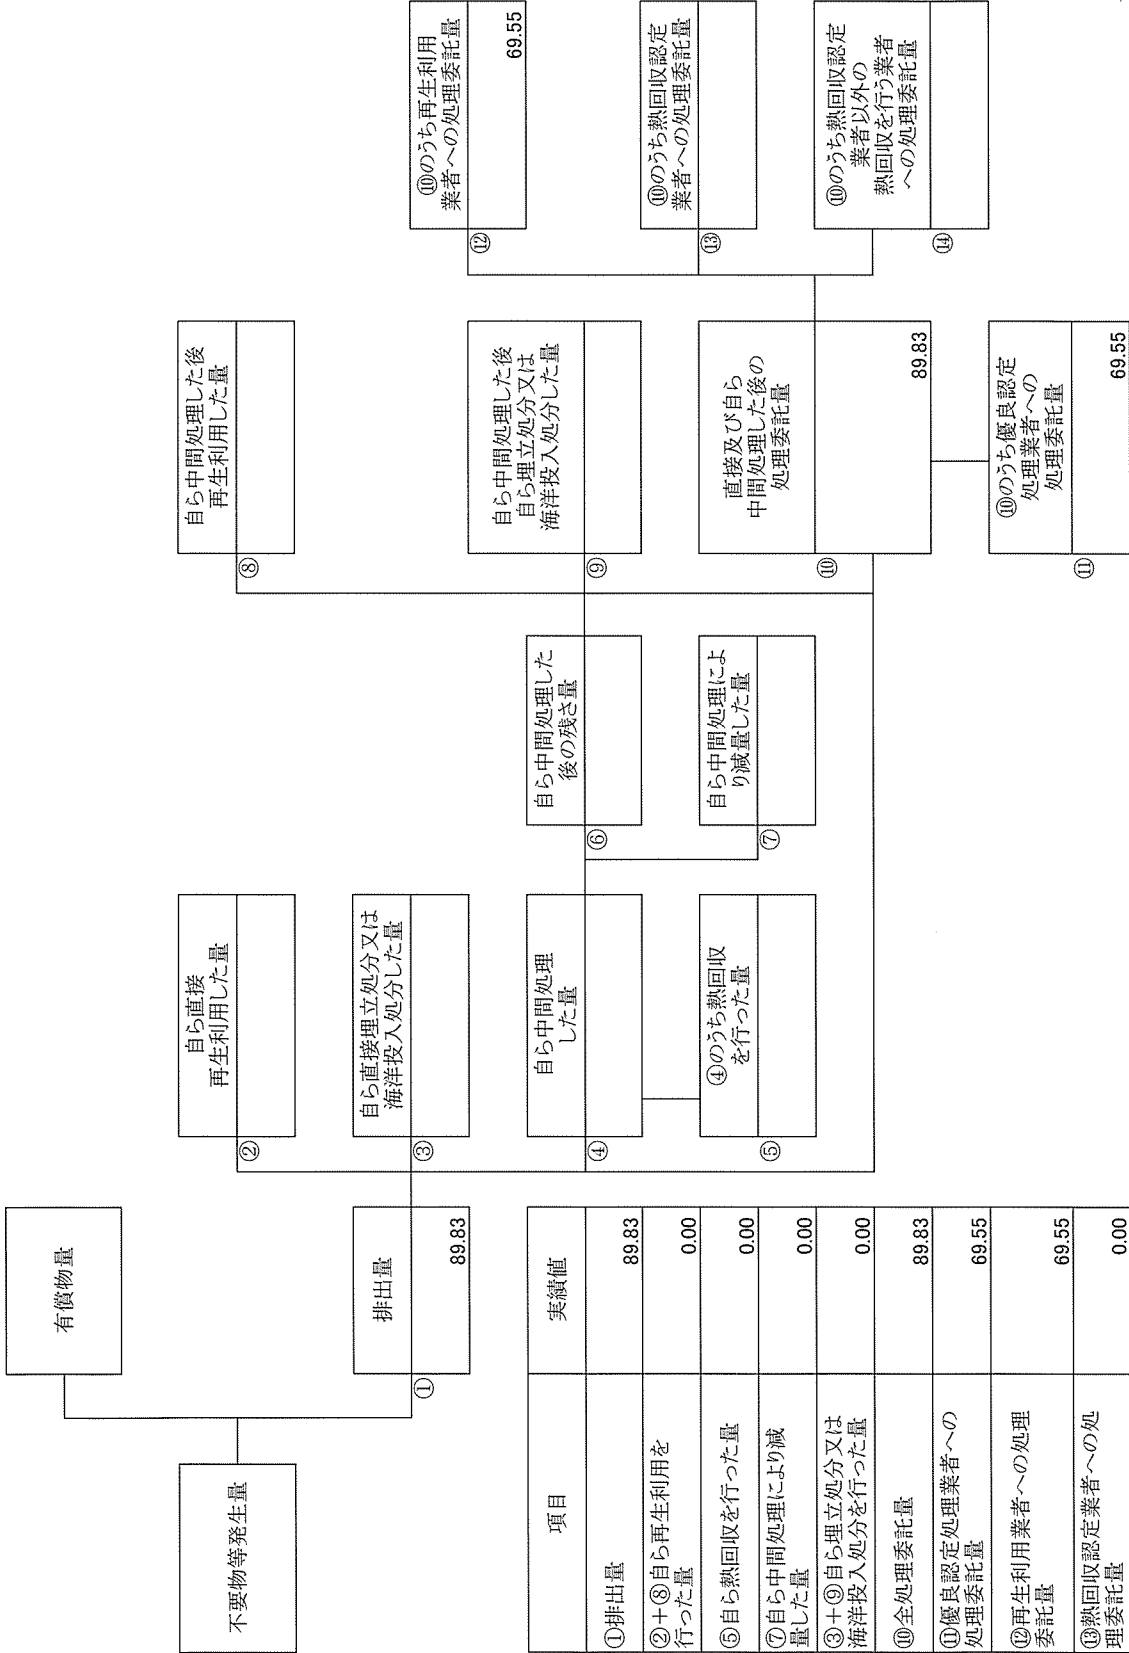 不要物等発生量
有償物量
排出量
①
89.83
自ら直接
再生利用した量
②
自ら直接埋立処分又は
海洋投入処分した量
③
自ら中間処理
した量
④
④のうち熱回収
を行った量
⑤
自ら中間処理した
後の残さ量
⑥
自ら中間処理によ
り減量した量
⑦
自ら中間処理した後
再生利用した量
⑧
自ら中間処理した後
自ら埋立処分又は
海洋投入処分した量
⑨
直接及び自ら
中間処理した後の
処理委託量
⑩
89.83
⑩のうち優良認定
処理業者への
処理委託量
⑪
69.55
⑩のうち再生利用
業者への処理委託量
⑫
69.55
⑩のうち熱回収認定
業者への処理委託量
⑬
⑩のうち熱回収認定
業者以外の
熱回収を行う業者
への処理委託量
⑭
項目 実績値
①排出量 89.83
②+⑧自ら再生利用を
行った量 0.00
⑤自ら熱回収を行った量 0.00
⑦自ら中間処理により減
量した量 0.00
③+⑨自ら埋立処分又は
海洋投入処分を行った量 0.00
⑩全処理委託量 89.83
⑪優良認定処理業者への
処理委託量 69.55
⑫再生利用業者への処理
委託量 69.55
⑬熱回収認定業者への処
理委託量 0.00